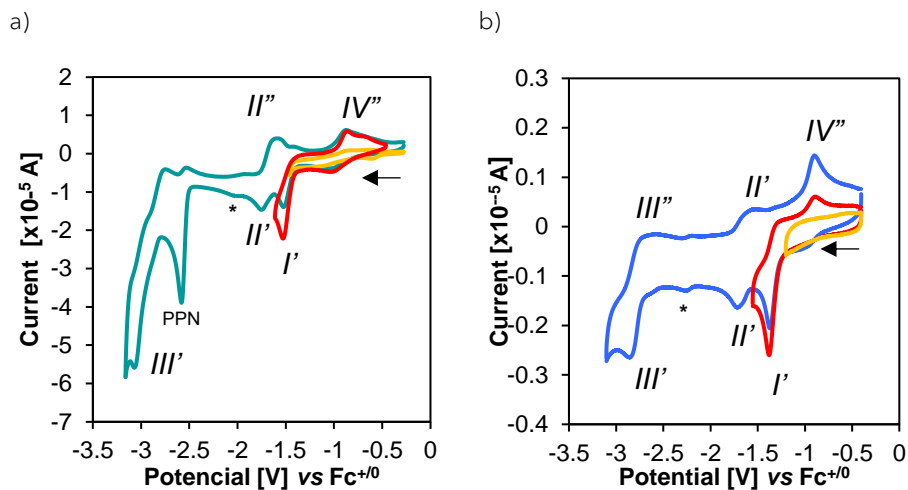 a)
b)
Current [x10-⁵ A]
2
1
0
-1
-2
-3
-4
-5
-6
-7
II”
IV”
*
II’
I’
PPN
III’
-3.5 -3 -2.5 -2 -1.5 -1 -0.5 0
Potencial [V] vs Fc⁺/⁰
Current [x10⁻⁵ A]
0.3
0.2
0.1
0
-0.1
-0.2
-0.3
-0.4
IV”
II’’
III”
*
II’
III’
I’
-3.5 -3 -2.5 -2 -1.5 -1 -0.5 0
Potential [V] vs Fc⁺/⁰